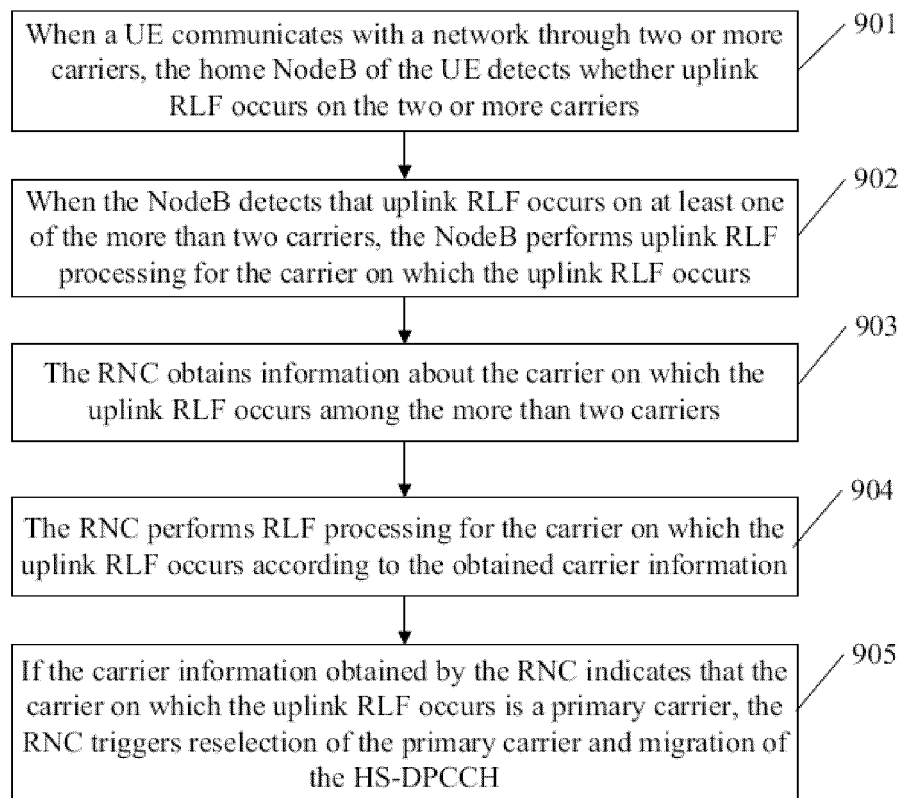 When a UE communicates with a network through two or more
carriers, the home NodeB of the UE detects whether uplink
RLF occurs on the two or more carriers
901
When the NodeB detects that uplink RLF occurs on at least one
of the more than two carriers, the NodeB performs uplink RLF
processing for the carrier on which the uplink RLF occurs
902
The RNC obtains information about the carrier on which the
uplink RLF occurs among the more than two carriers
903
The RNC performs RLF processing for the carrier on which the
uplink RLF occurs according to the obtained carrier information
904
If the carrier information obtained by the RNC indicates that the
carrier on which the uplink RLF occurs is a primary carrier, the
RNC triggers reselection of the primary carrier and migration of
the HS-DPCCH
905